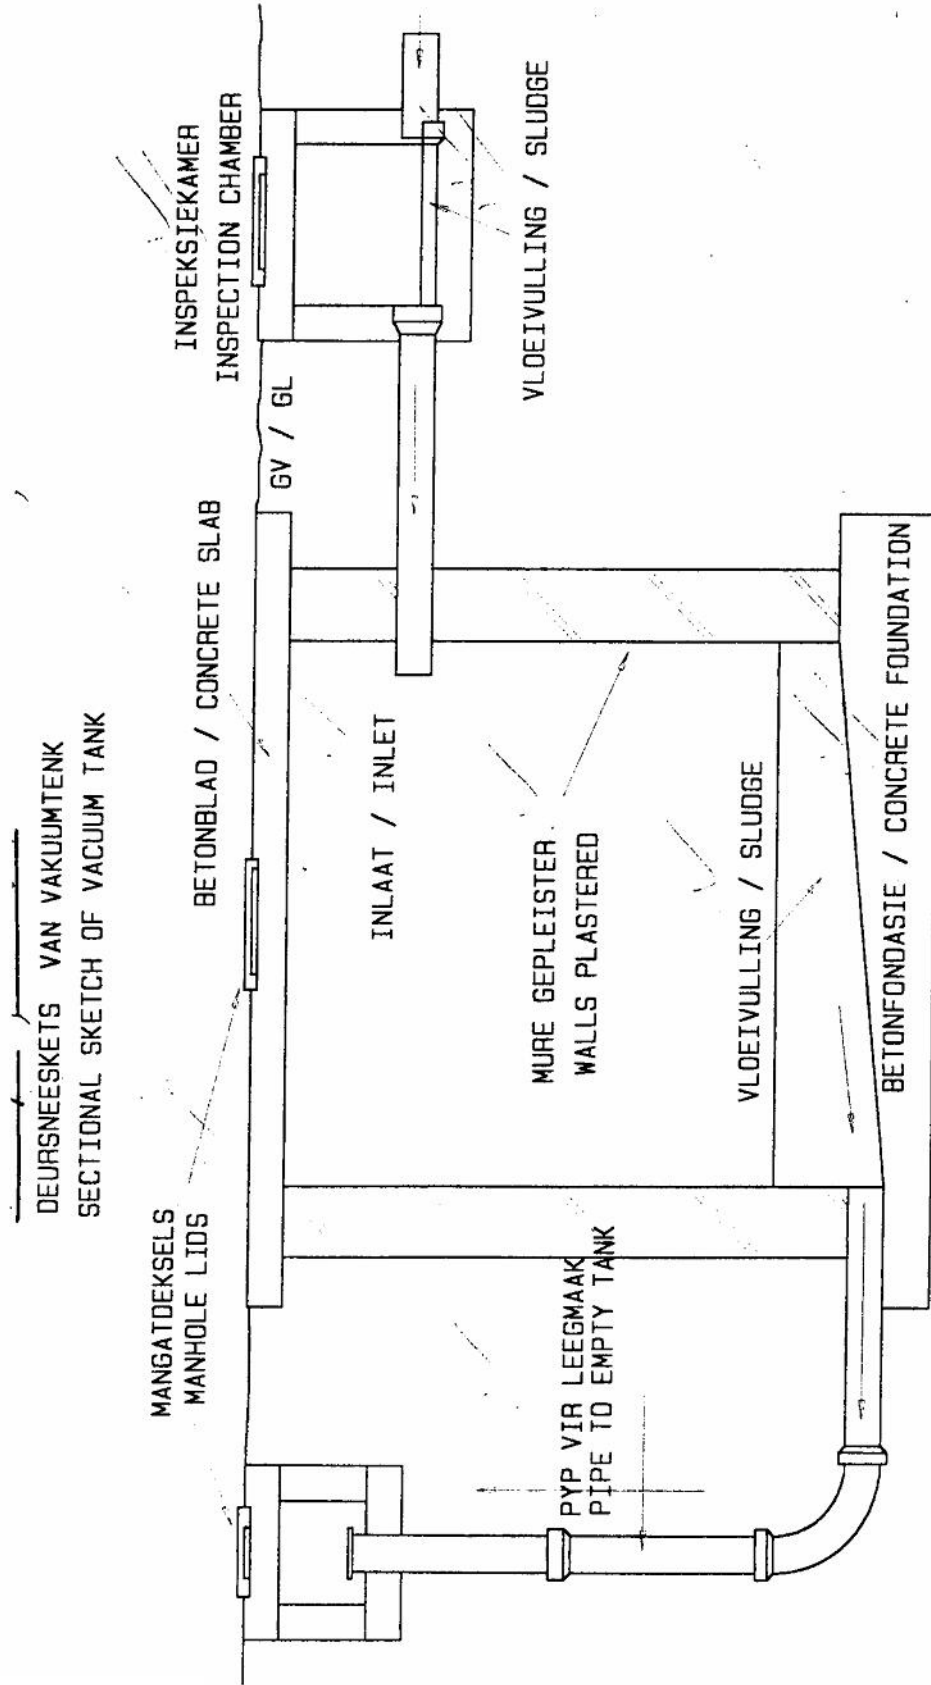 DEURSNEESKETS VAN VAKUUMTENK
SECTIONAL SKETCH OF VACUUM TANK
MANGATDEKSELS
MANHOLE LIDS
BETONBLAD / CONCRETE SLAB
INSPEKSIEKAMER
INSPECTION CHAMBER
GV / GL
INLAAT / INLET
VLOEIVULLING / SLUDGE
MURE GEPLEISTER
WALLS PLASTERED
PYP VIR LEEGMAAK
PIPE TO EMPTY TANK
VLOEIVULLING / SLUDGE
BETONFONDASIE / CONCRETE FOUNDATION